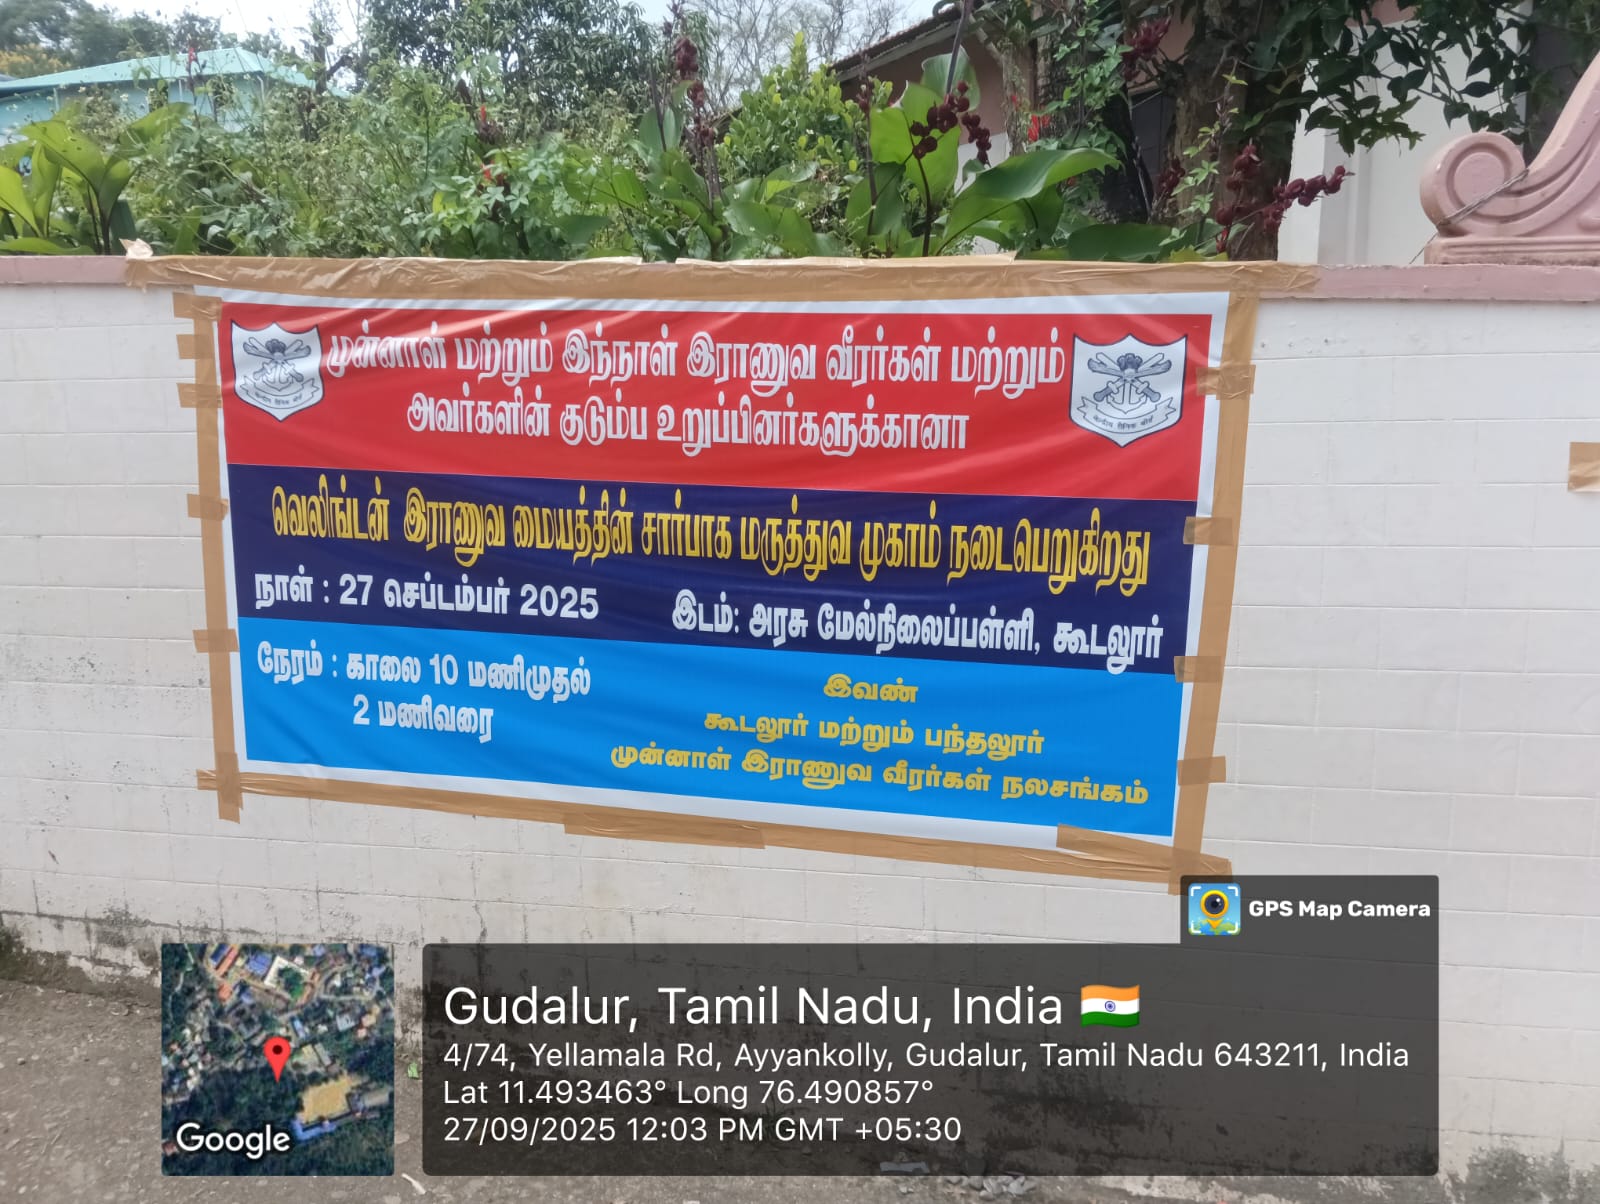 முன்னாள் மற்றும் இந்நாள் இராணுவ வீரர்கள் மற்றும்
அவர்களின் குடும்ப உறுப்பினர்களுக்கானா
வெலிங்டன் இராணுவ மையத்தின் சார்பாக மருத்துவ முகாம் நடைபெறுகிறது
நாள் : 27 செப்டம்பர் 2025
இடம்: அரசு மேல்நிலைப்பள்ளி, கூடலூர்
நேரம் : காலை 10 மணிமுதல்
2 மணிவரை
இவண்
கூடலூர் மற்றும் பந்தலூர்
முன்னாள் இராணுவ வீரர்கள் நலசங்கம்
केन्द्रीय सैनिक बोर्ड
केन्द्रीय सैनिक बोर्ड
GPS Map Camera
Google
Gudalur, Tamil Nadu, India
4/74, Yellamala Rd, Ayyankolly, Gudalur, Tamil Nadu 643211, India
Lat 11.493463° Long 76.490857°
27/09/2025 12:03 PM GMT +05:30